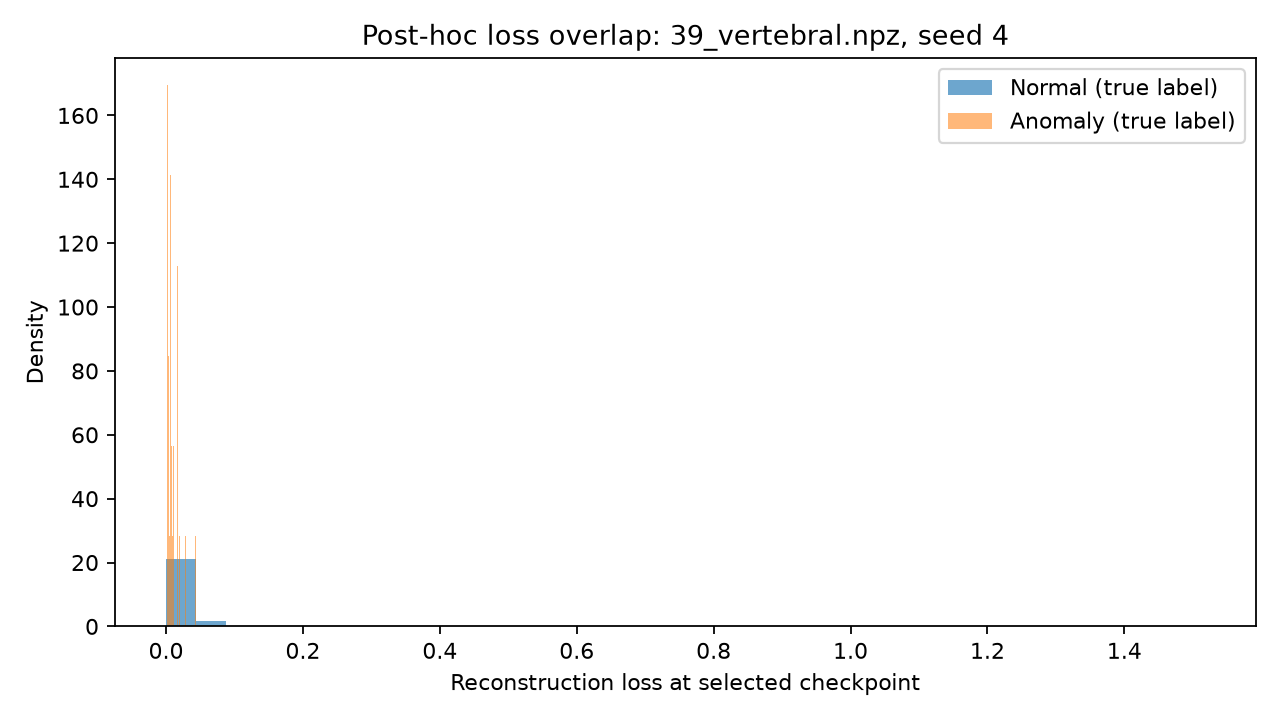 Post-hoc loss overlap: 39_vertebral.npz, seed 4
Normal (true label)
Anomaly (true label)
Density
160
140
120
100
80
60
40
20
0
0.0 0.2 0.4 0.6 0.8 1.0 1.2 1.4
Reconstruction loss at selected checkpoint